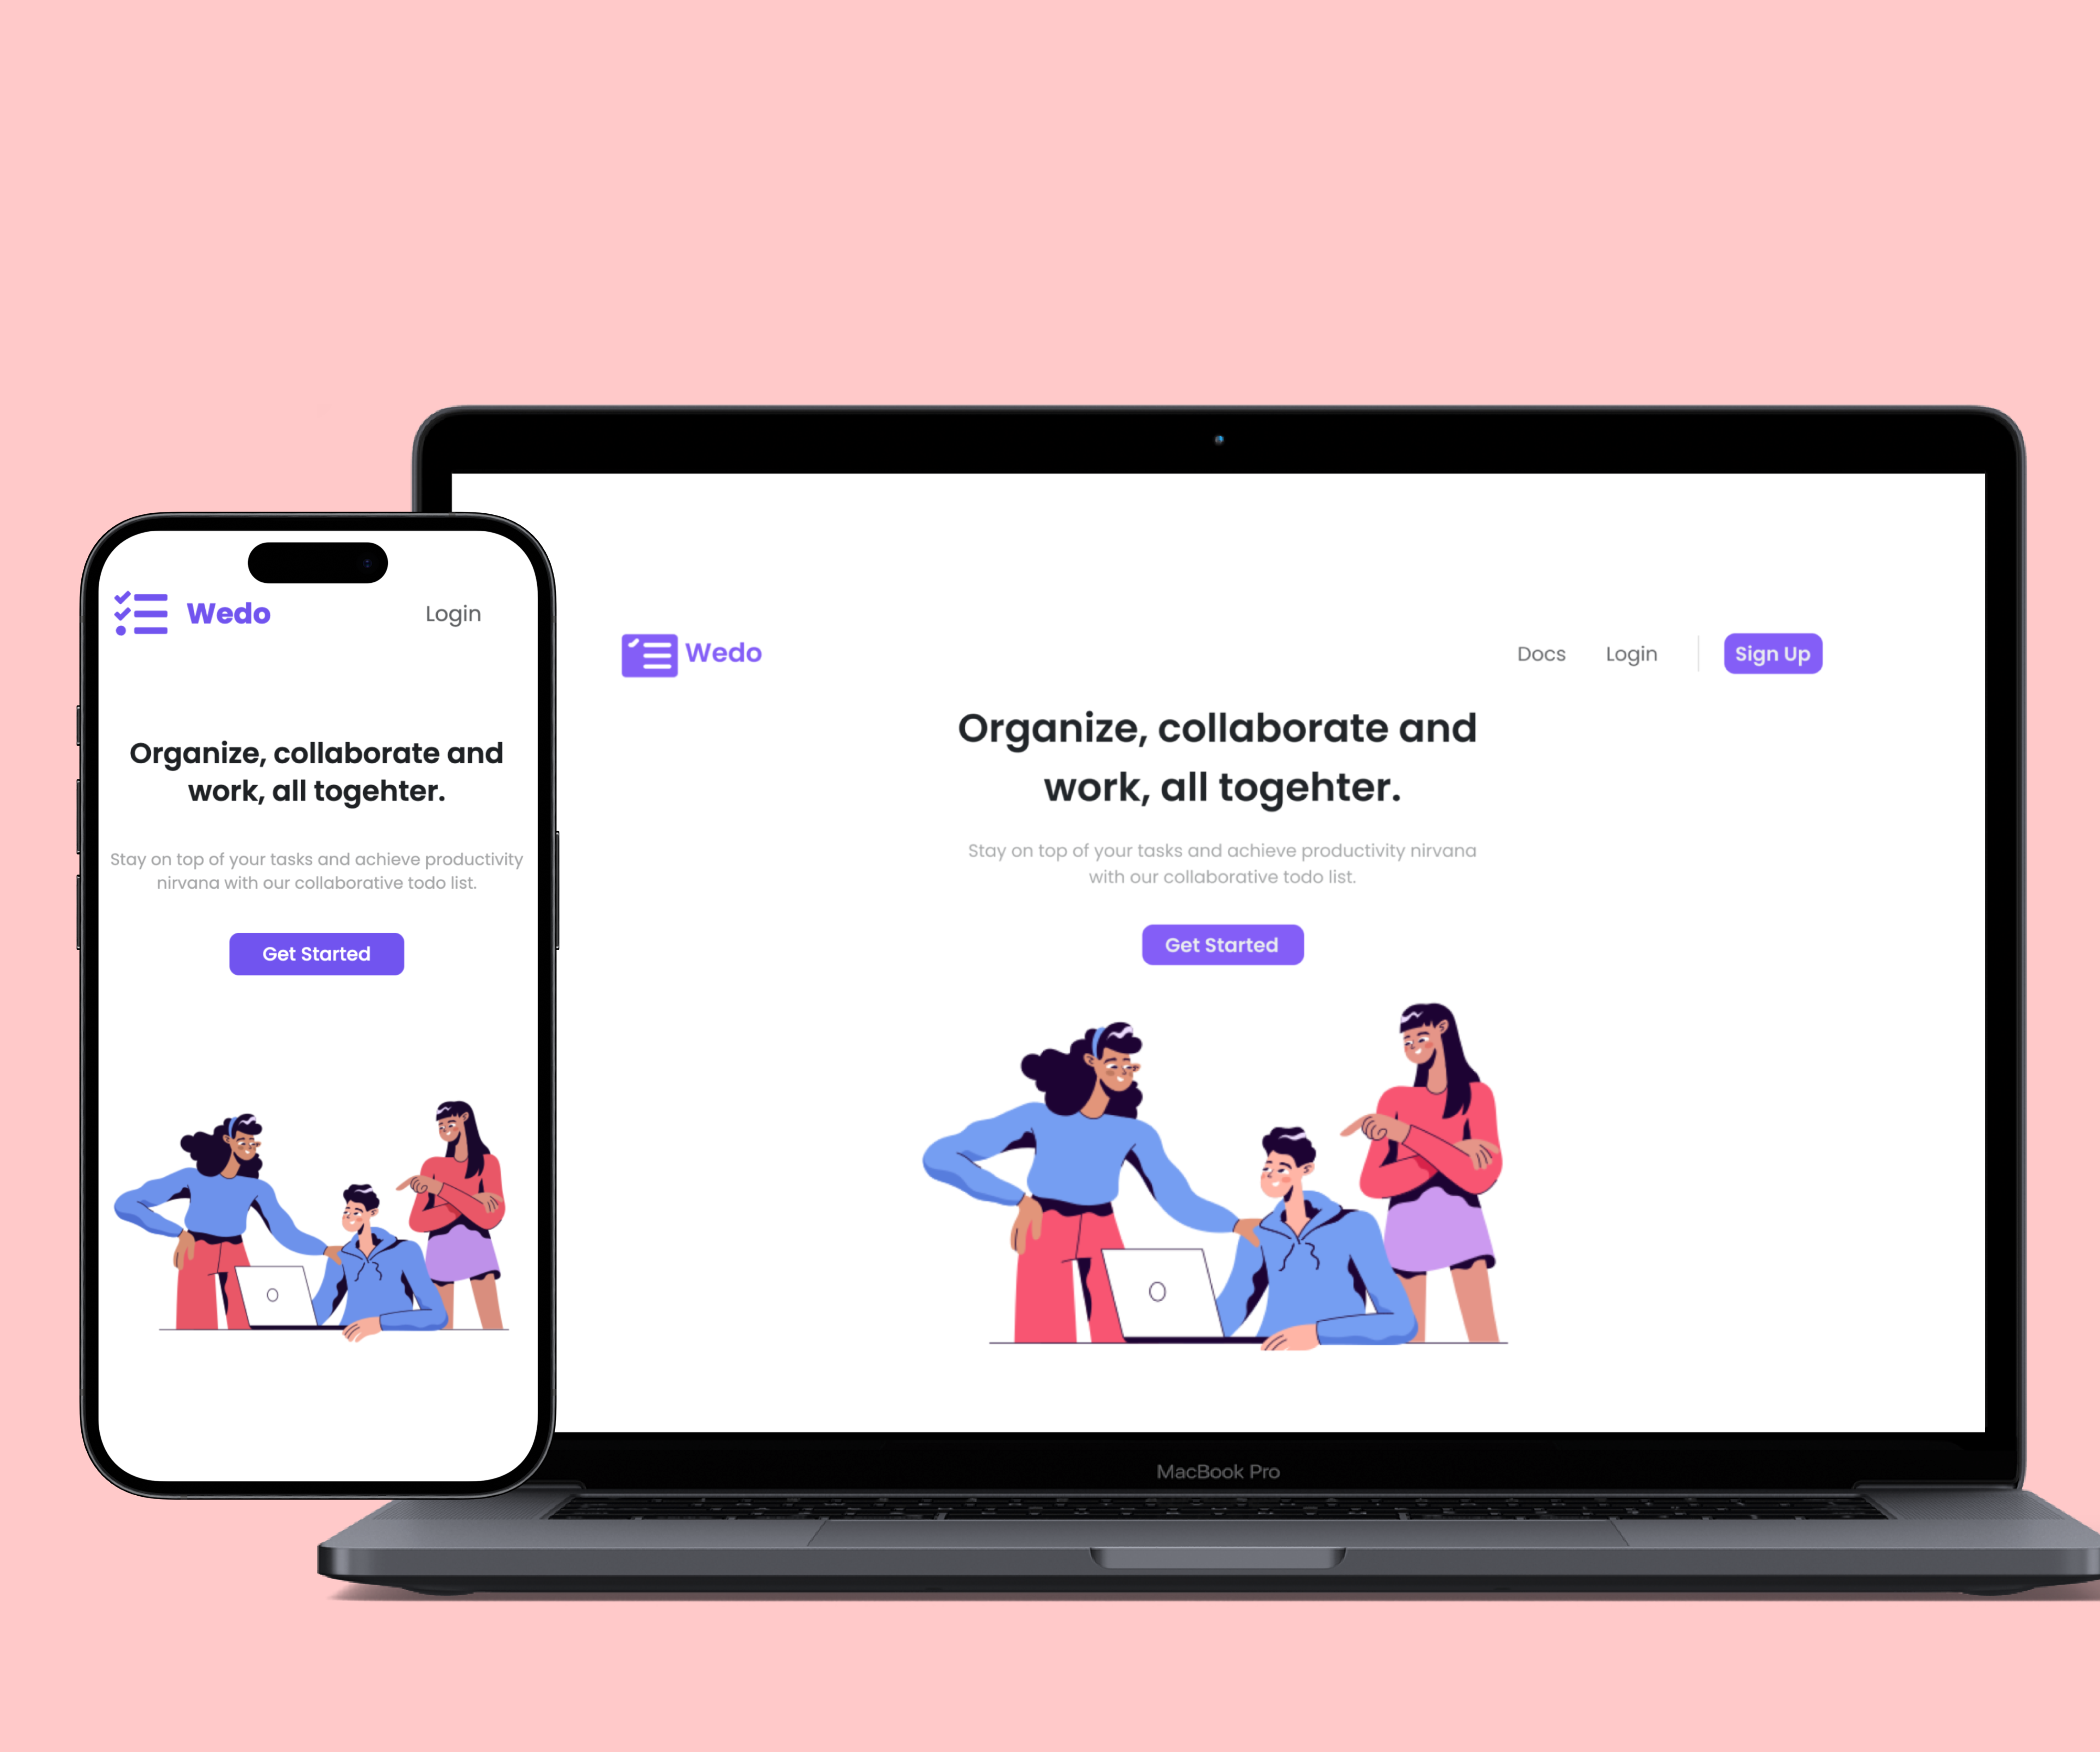 Wedo
Login
Organize, collaborate and
work, all togehter.
Stay on top of your tasks and achieve productivity
nirvana with our collaborative todo list.
Get Started
Wedo
Docs
Login
Sign Up
Organize, collaborate and
work, all togehter.
Stay on top of your tasks and achieve productivity nirvana
with our collaborative todo list.
Get Started
MacBook Pro